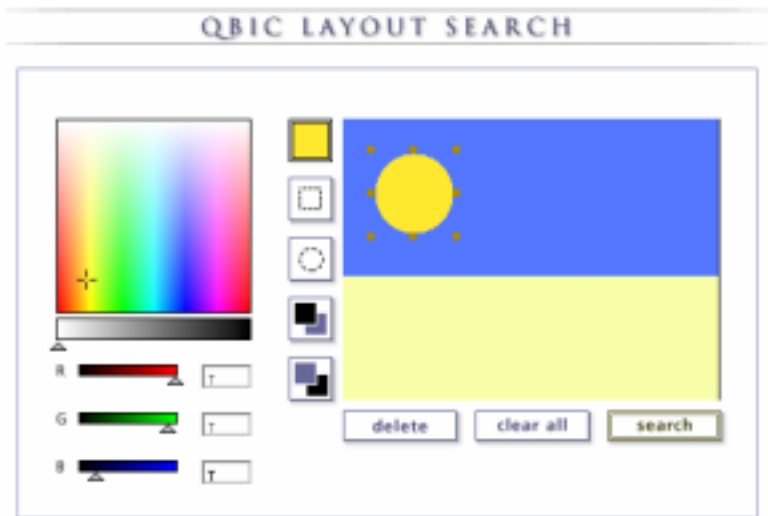 QBIC LAYOUT SEARCH
R T
G T
B T
delete clear all search